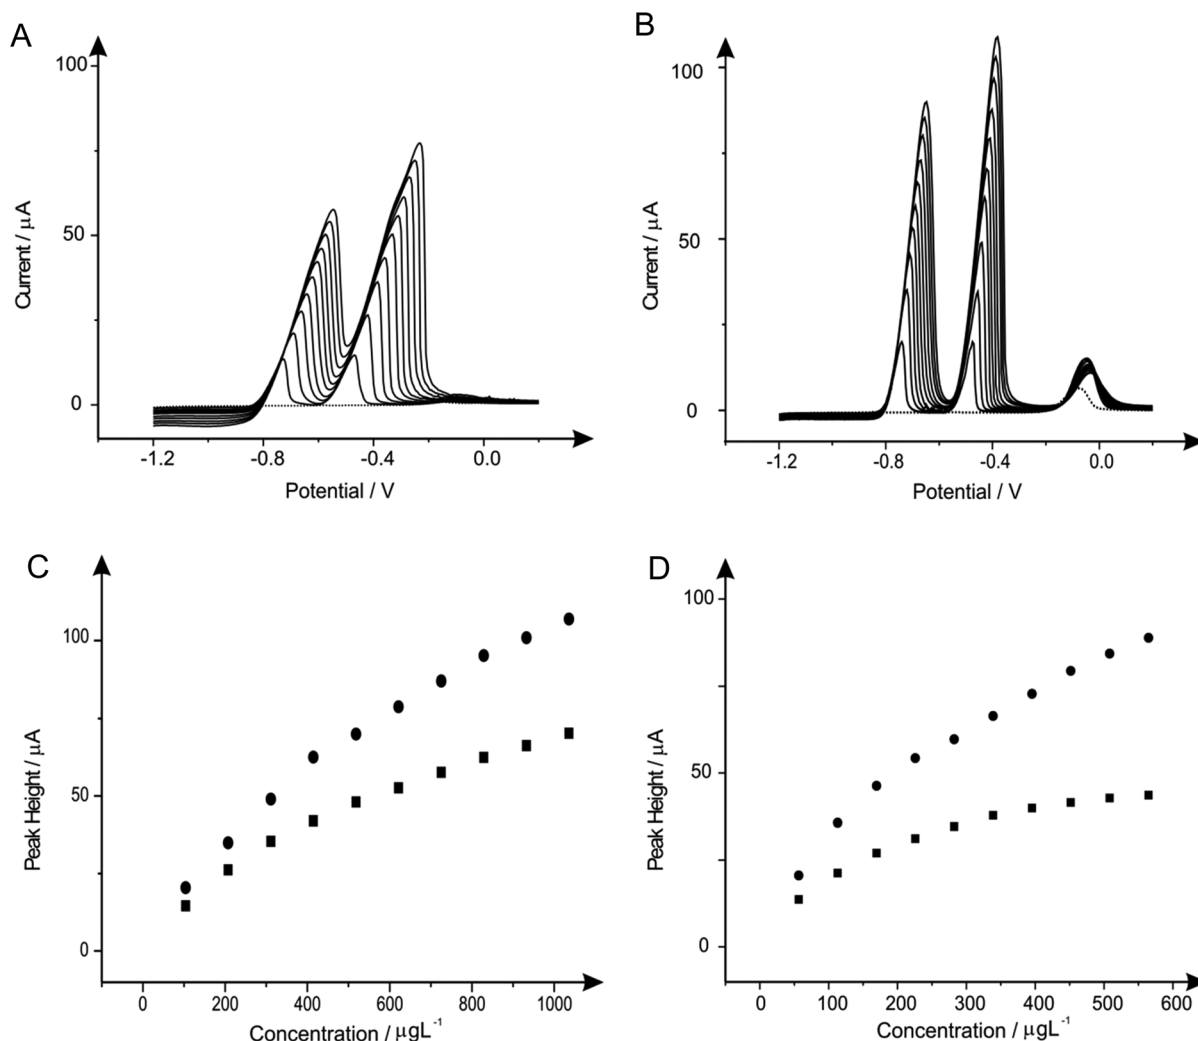 A
100
50
0
Current / μA
-1.2 -0.8 -0.4 0.0
Potential / V
B
100
50
0
Current / μA
-1.2 -0.8 -0.4 0.0
Potential / V
C
100
50
0
Peak Height / μA
0 200 400 600 800 1000
Concentration / μgL⁻¹
D
100
50
0
Peak Height / μA
0 100 200 300 400 500 600
Concentration / μgL⁻¹